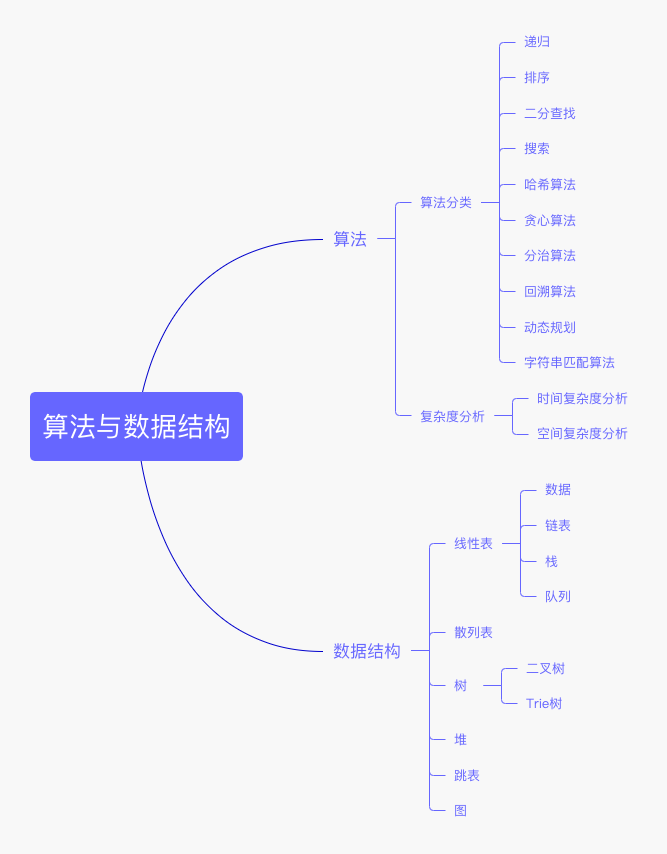 算法与数据结构
算法
算法分类
递归
排序
二分查找
搜索
哈希算法
贪心算法
分治算法
回溯算法
动态规划
字符串匹配算法
复杂度分析
时间复杂度分析
空间复杂度分析
数据结构
线性表
数据
链表
栈
队列
散列表
树
二叉树
Trie树
堆
跳表
图